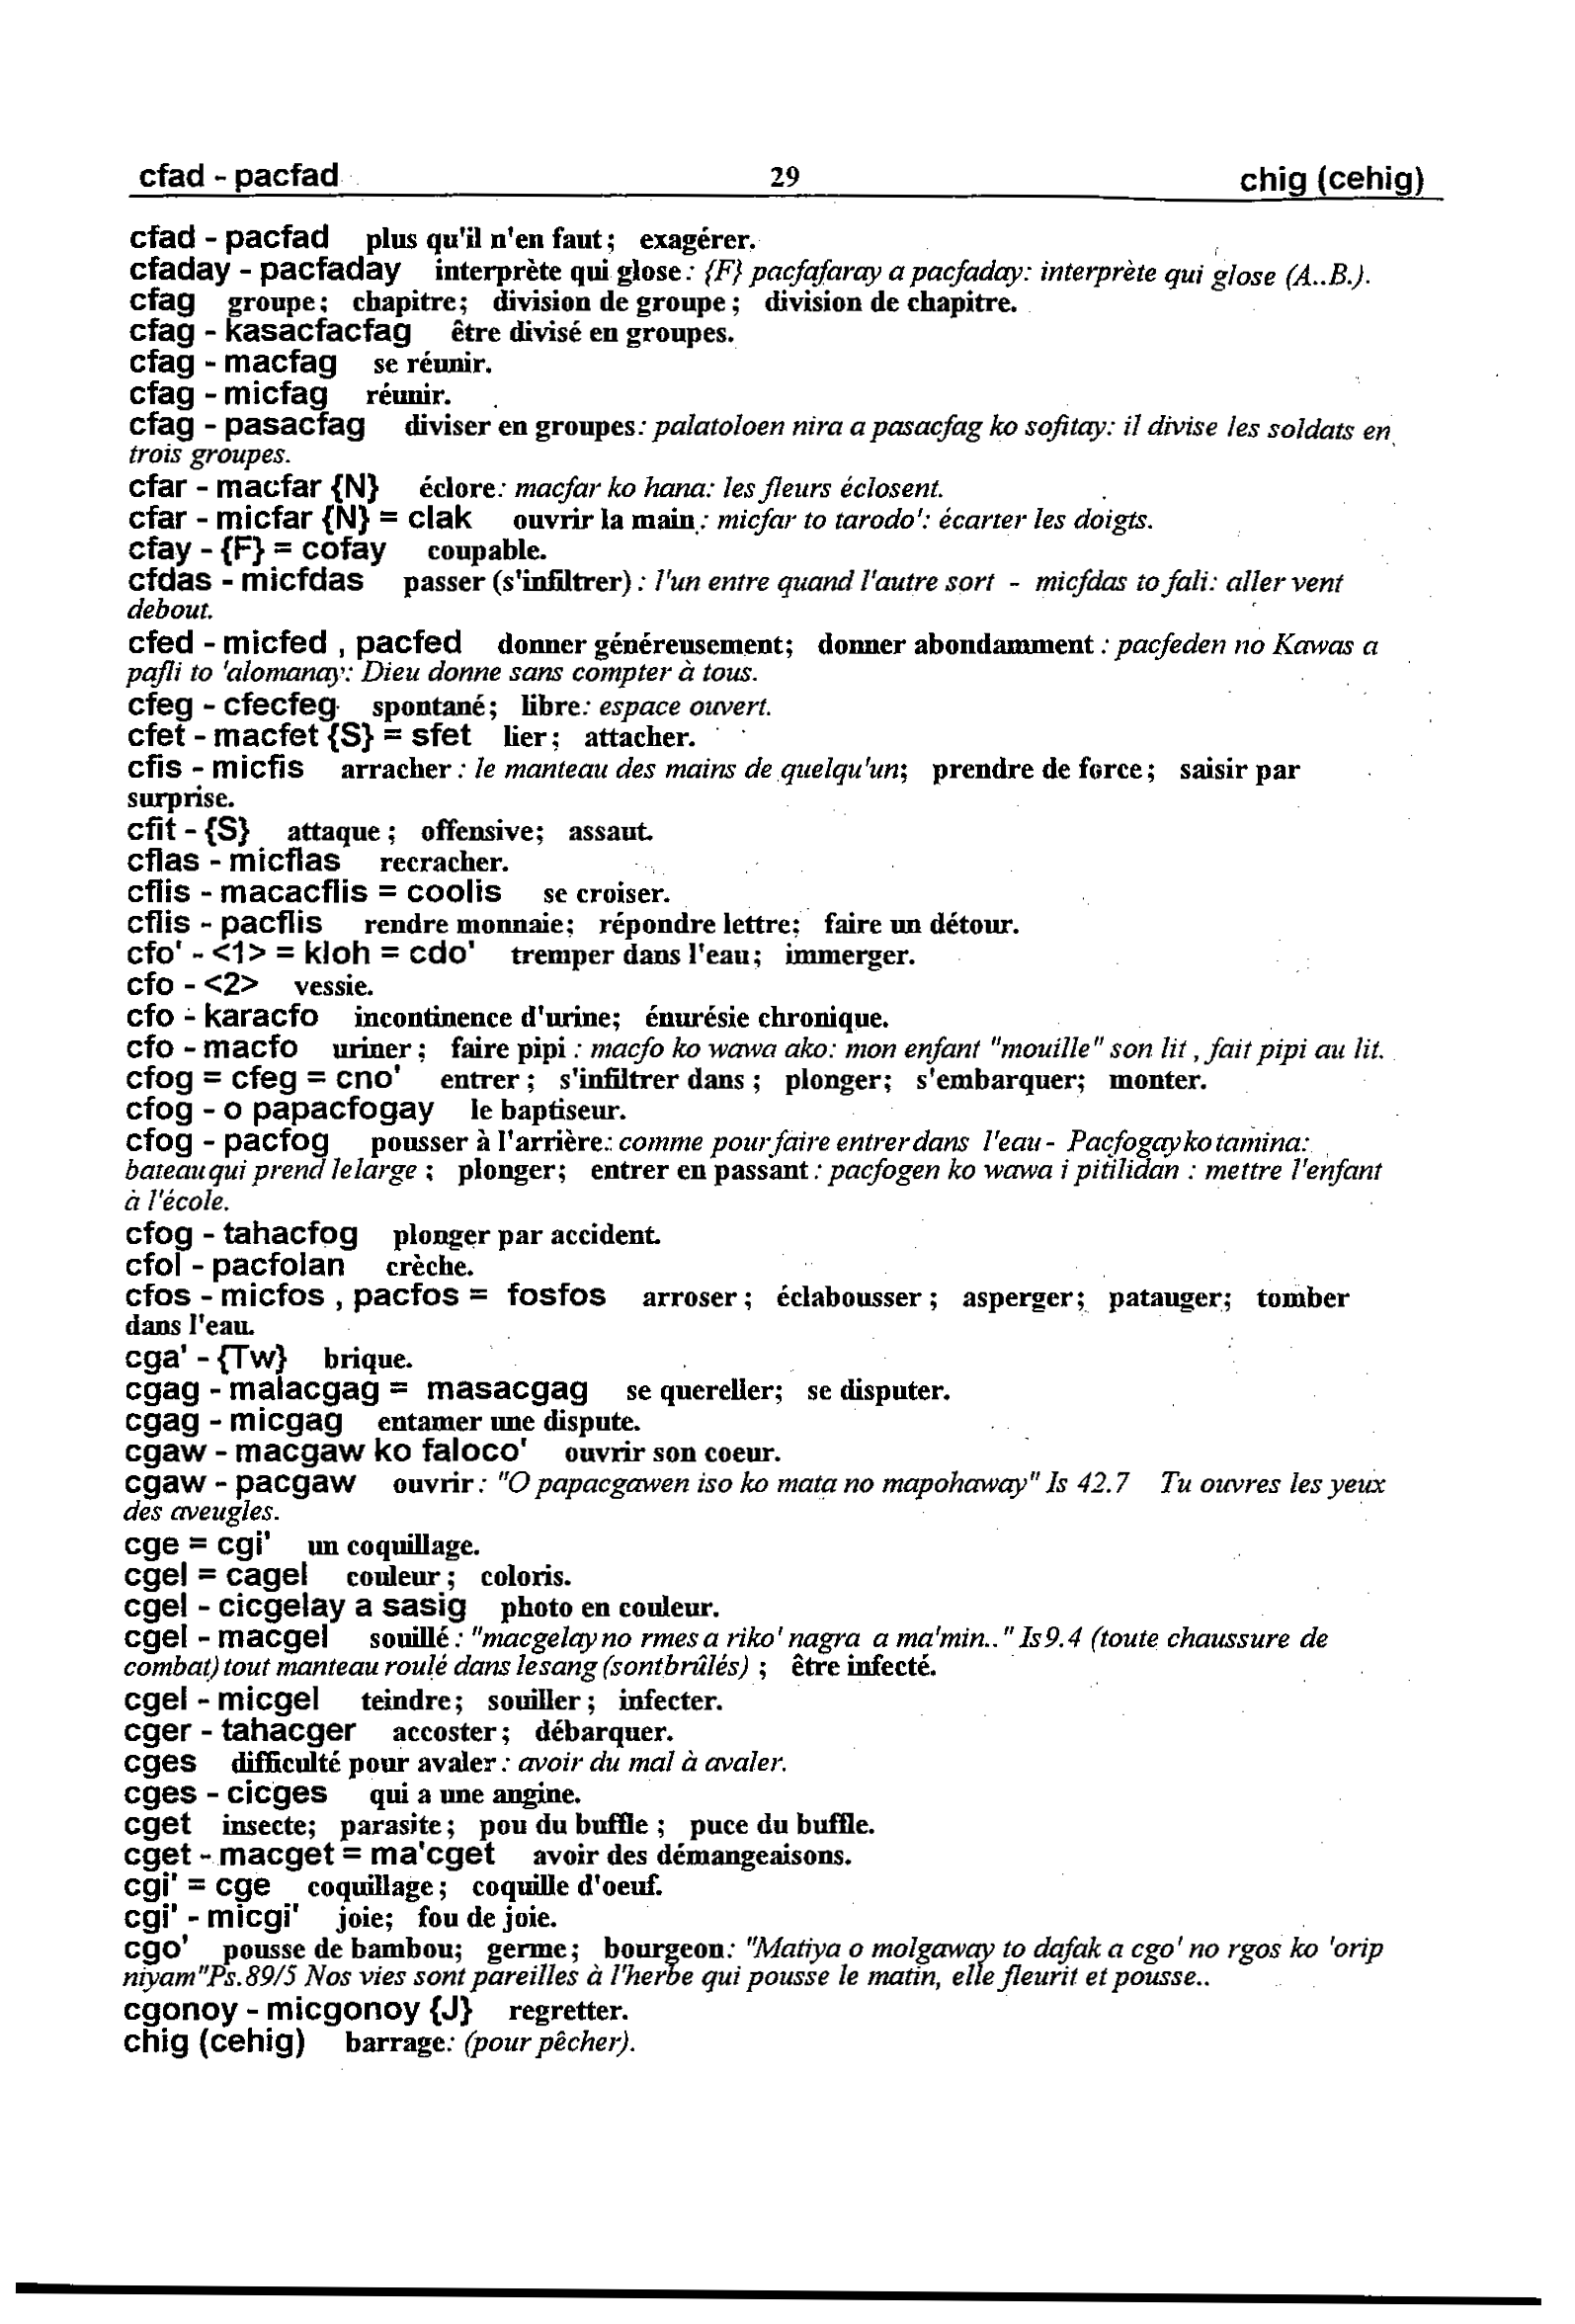 cfad - pacfad 29 chig (cehig)
cfad - pacfad plus qu'il n'en faut; exagérer.
cfaday - pacfaday interprète qui glose: {F} pacfafaray a pacfaday: interprète qui glose (A..B.).
cfag groupe; chapitre; division de groupe; division de chapitre.
cfag - kasacfacfag être divisé en groupes.
cfag - macfag se réunir.
cfag - micfag réunir.
cfag - pasacfag diviser en groupes: palatoloen nira a pasacfag ko sofitay: il divise les soldats en
trois groupes.
cfar - macfar {N} éclore: macfar ko hana: les fleurs éclosent.
cfar - micfar {N} = clak ouvrir la main: micfar to tarodo': écarter les doigts.
cfay - {F} = cofay coupable.
cfdas - micfdas passer (s'infiltrer) : l'un entre quand l'autre sort - micfdas to fali: aller vent
debout.
cfed - micfed , pacfed donner généreusement; donner abondamment : pacfeden no Kawas a
pafli to 'alomanay: Dieu donne sans compter à tous.
cfeg - cfecfeg spontané; libre: espace ouvert.
cfet - macfet {S} = sfet lier; attacher.
cfis - micfis arracher : le manteau des mains de quelqu'un; prendre de force; saisir par
surprise.
cfit - {S} attaque; offensive; assaut.
cflas - micflas recracher.
cflis - macacflis = coolis se croiser.
cflis - pacflis rendre monnaie; répondre lettre; faire un détour.
cfo' - <1> = kloh = cdo' tremper dans l'eau; immerger.
cfo - <2> vessie.
cfo - karacfo incontinence d'urine; énurésie chronique.
cfo - macfo uriner; faire pipi : macfo ko wawa ako: mon enfant "mouille" son lit , fait pipi au lit.
cfog = cfeg = cno' entrer; s'infiltrer dans ; plonger; s'embarquer; monter.
cfog - o papacfogay le baptiseur.
cfog - pacfog pousser à l'arrière: comme pour faire entrer dans l'eau - Pacfogay ko tamina:
bateau qui prend le large ; plonger; entrer en passant : pacfogen ko wawa i pitilidan : mettre l'enfant
à l'école.
cfog - tahacfog plonger par accident.
cfol - pacfolan crèche.
cfos - micfos , pacfos = fosfos arroser; éclabousser; asperger; patauger; tomber
dans l'eau.
cga' - {Tw} brique.
cgag - malacgag = masacgag se quereller; se disputer.
cgag - micgag entamer une dispute.
cgaw - macgaw ko faloco' ouvrir son coeur.
cgaw - pacgaw ouvrir : "O papacgawen iso ko mata no mapohaway" Is 42.7 Tu ouvres les yeux
des aveugles.
cge = cgi' un coquillage.
cgel = cagel couleur; coloris.
cgel - cicgelay a sasig photo en couleur.
cgel - macgel souillé : "macgelay no rmes a riko' nagra a ma'min.." Is 9.4 (toute chaussure de
combat) tout manteau roulé dans le sang (sont brûlés) ; être infecté.
cgel - micgel teindre; souiller; infecter.
cger - tahacger accoster; débarquer.
cges difficulté pour avaler : avoir du mal à avaler.
cges - cicges qui a une angine.
cget insecte; parasite; pou du buffle ; puce du buffle.
cget - macget = ma'cget avoir des démangeaisons.
cgi' = cge coquillage; coquille d'oeuf.
cgi' - micgi' joie; fou de joie.
cgo' pousse de bambou; germe; bourgeon: "Matiya o molgaway to dafak a cgo' no rgos ko 'orip
niyam"Ps.89/5 Nos vies sont pareilles à l'herbe qui pousse le matin, elle fleurit et pousse..
cgonoy - micgonoy {J} regretter.
chig (cehig) barrage: (pour pêcher).